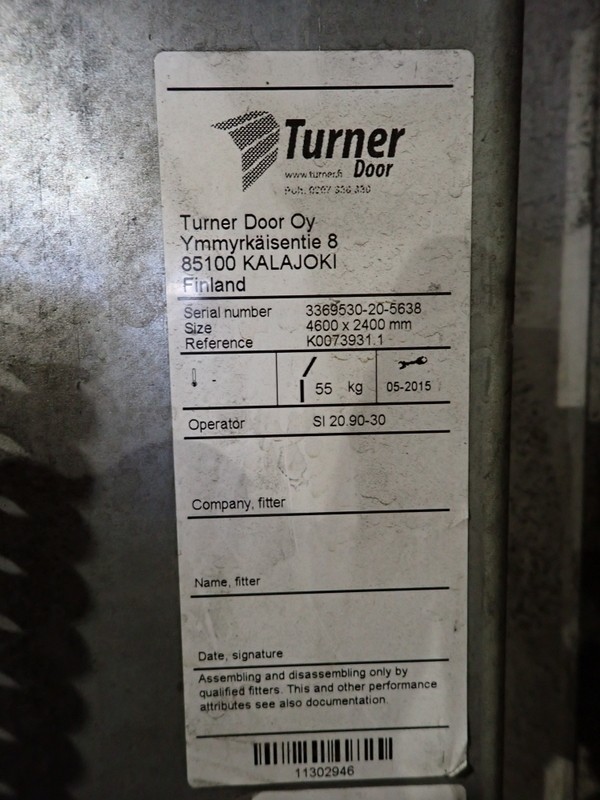 Turner
Door
www.turner.fi
Turner Door Oy
Ymmyrkäisentie 8
85100 KALAJOKI
Finland
Serial number 3369530-20-5638
Size 4600 x 2400 mm
Reference K0073931.1
- 55 kg 05-2015
Operator SI 20.90-30
Company, fitter
Name, fitter
Date, signature
Assembling and disassembling only by
qualified fitters. This and other performance
attributes see also documentation
11302946